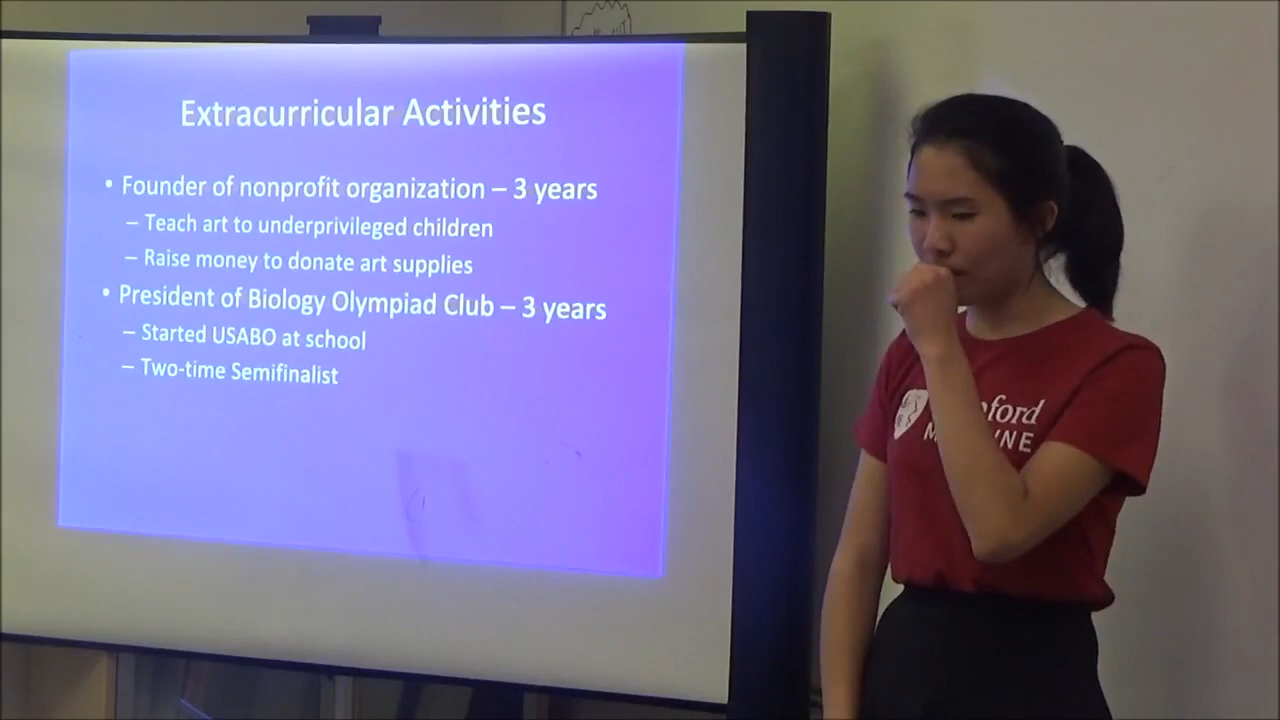 Extracurricular Activities
• Founder of nonprofit organization – 3 years
– Teach art to underprivileged children
– Raise money to donate art supplies
• President of Biology Olympiad Club – 3 years
– Started USABO at school
– Two-time Semifinalist